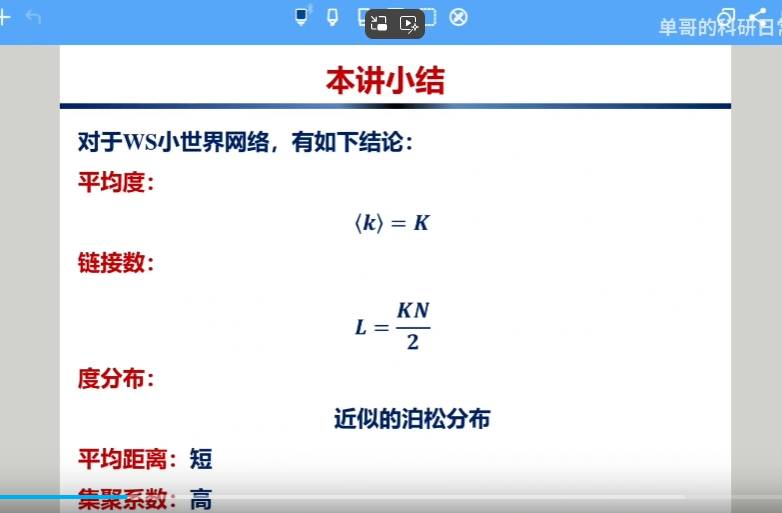 单哥的科研日常
本讲小结
对于WS小世界网络，有如下结论：
平均度：
⟨k⟩ = K
链接数：
L = KN/2
度分布：
近似的泊松分布
平均距离：短
集聚系数：高